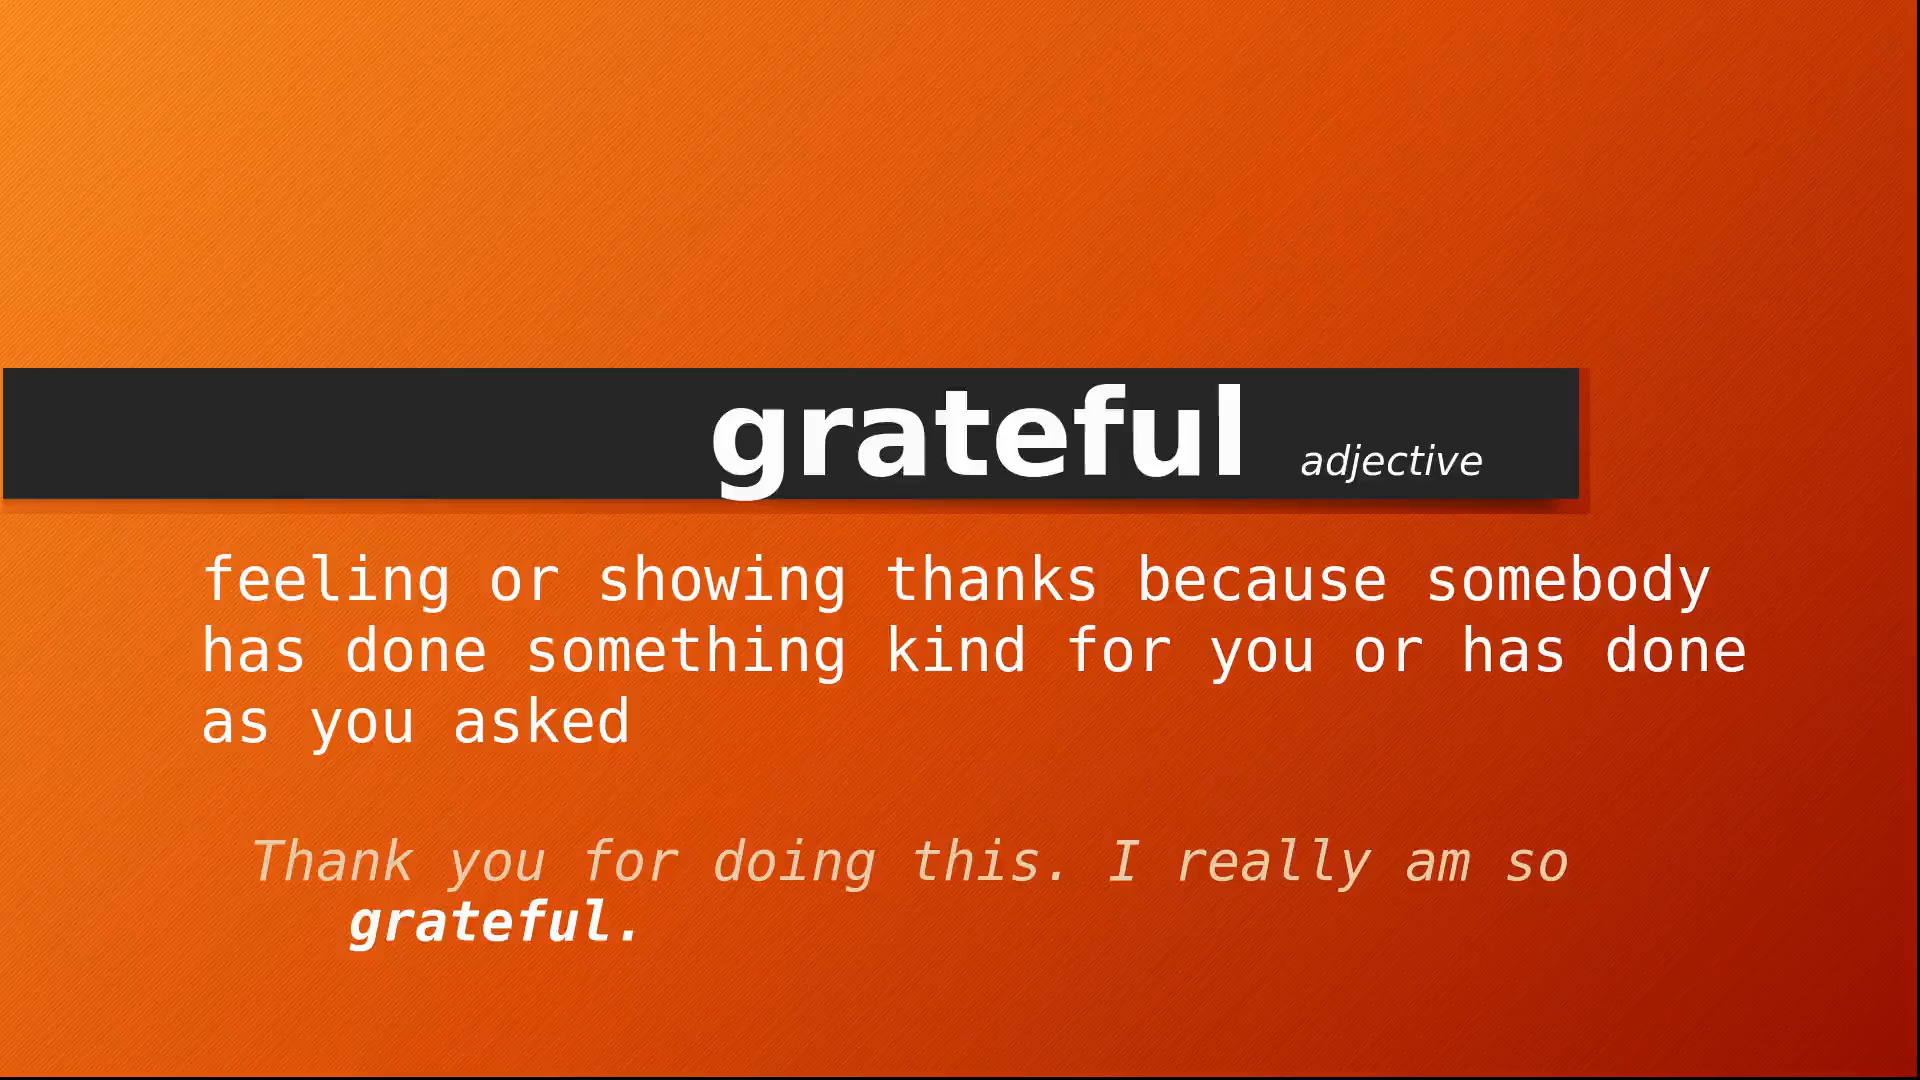 grateful adjective
feeling or showing thanks because somebody
has done something kind for you or has done
as you asked
Thank you for doing this. I really am so
grateful.